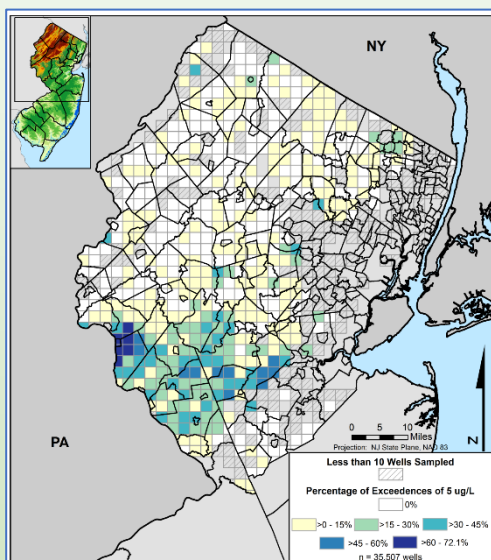 NY
PA
0 5 10
Miles
Projection: NJ State Plane, NAD 83
N
Less than 10 Wells Sampled
Percentage of Exceedences of 5 ug/L
0%
>0 - 15% >15 - 30% >30 - 45%
>45 - 60% >60 - 72.1%
n = 35,507 wells